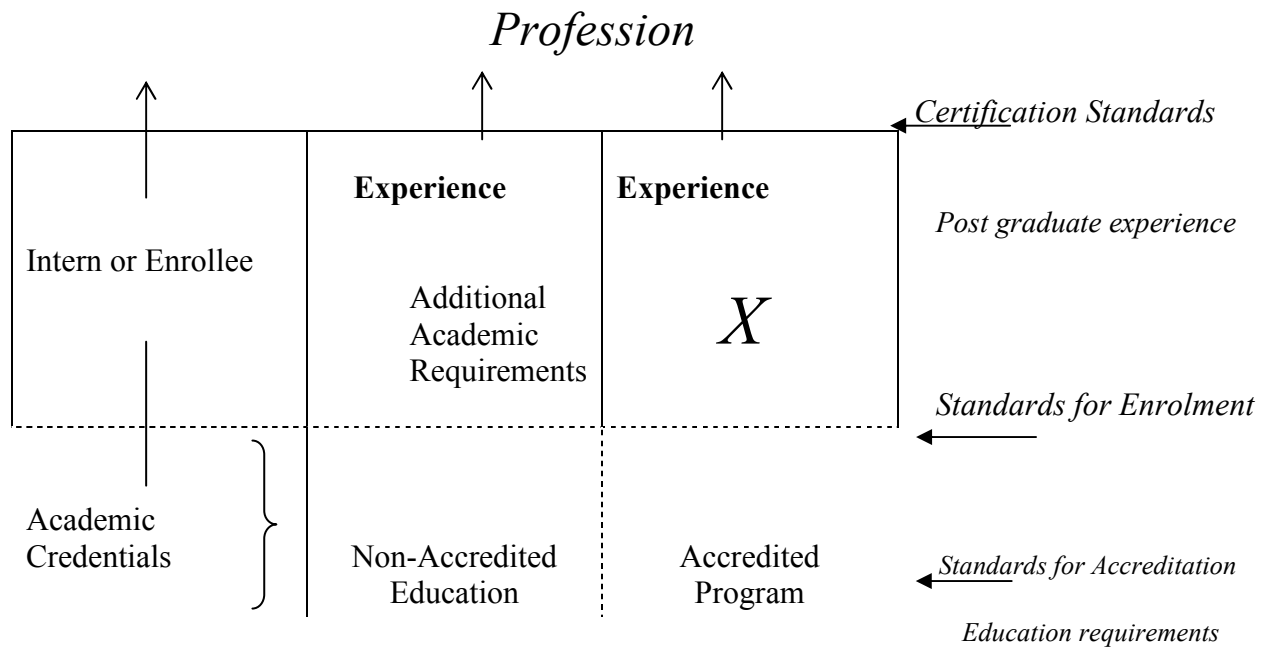 Profession
Certification Standards
Experience
Experience
Post graduate experience
Intern or Enrollee
Additional
Academic
Requirements
X
Standards for Enrolment
Academic
Credentials
Non-Accredited
Education
Accredited
Program
Standards for Accreditation
Education requirements